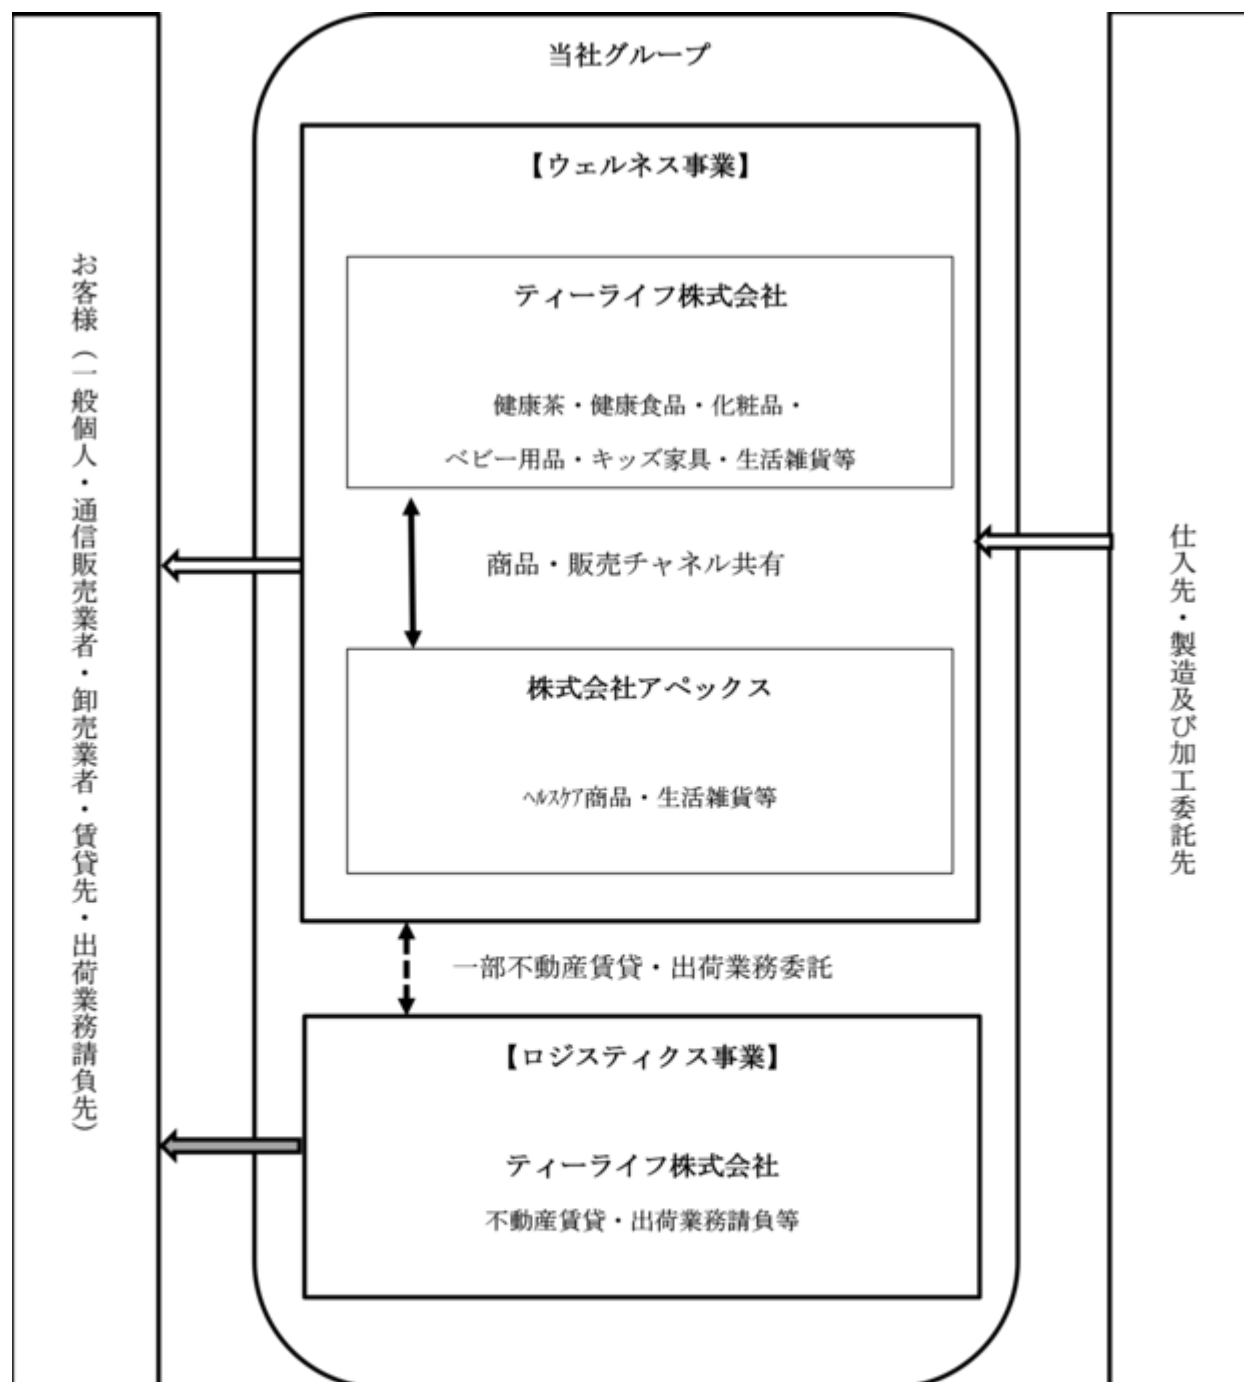 当社グループ
【ウェルネス事業】
ティーライフ株式会社
健康茶・健康食品・化粧品・
ベビー用品・キッズ家具・生活雑貨等
商品・販売チャネル共有
株式会社アペックス
ﾍﾙｽｹｱ商品・生活雑貨等
一部不動産賃貸・出荷業務委託
【ロジスティクス事業】
ティーライフ株式会社
不動産賃貸・出荷業務請負等
お客様（一般個人・通信販売業者・卸売業者・賃貸先・出荷業務請負先）
仕入先・製造及び加工委託先